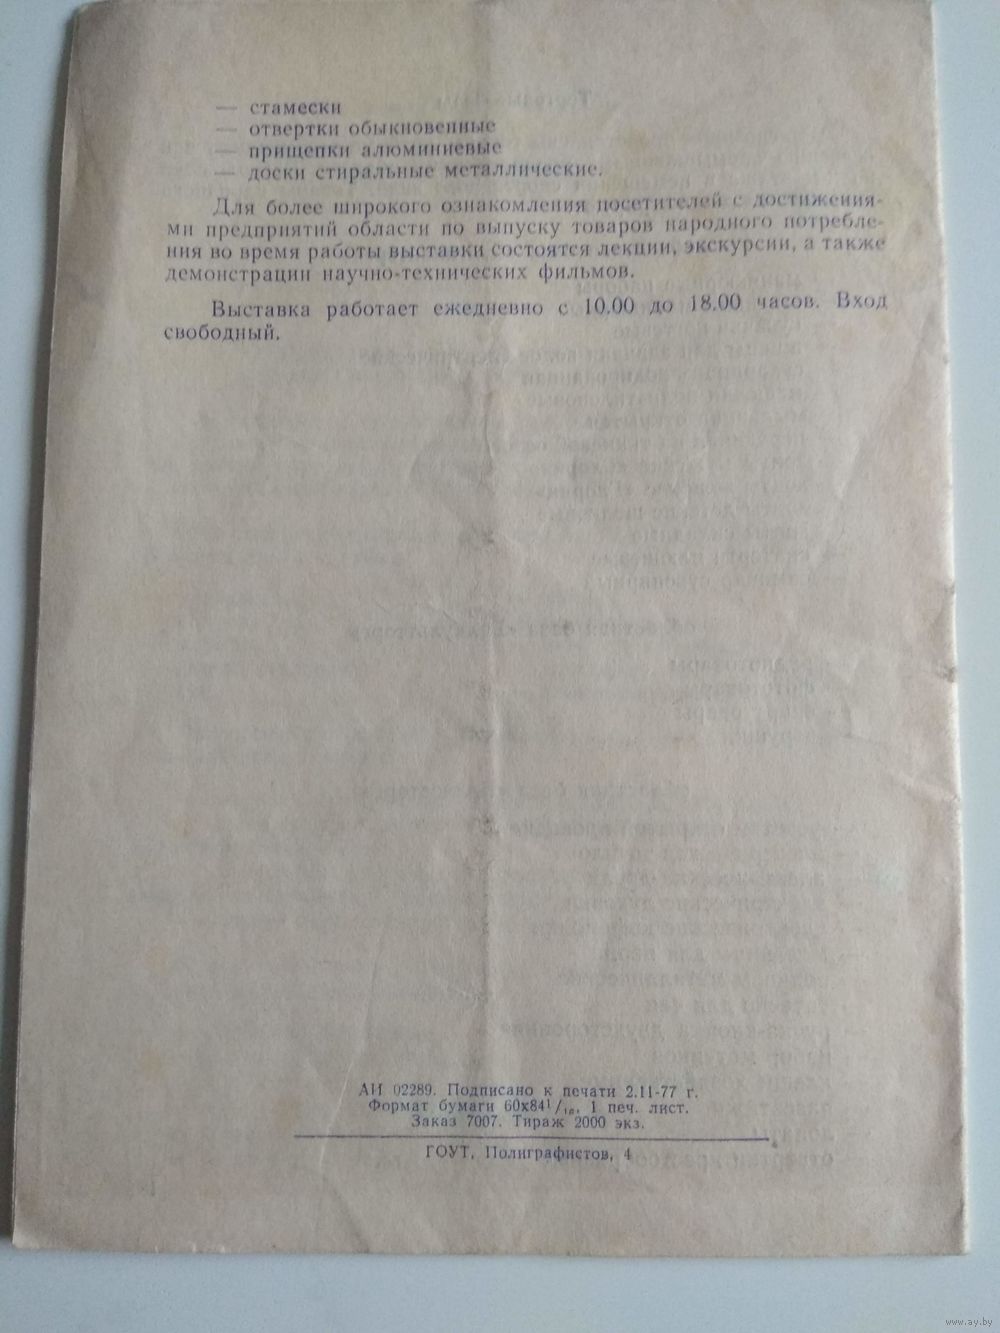 — стамески
— отвертки обыкновенные
— прищепки алюминиевые
— доски стиральные металлические.
Для более широкого ознакомления посетителей с достижения-
ми предприятий области по выпуску товаров народного потребле-
ния во время работы выставки состоятся лекции, экскурсии, а также
демонстрации научно-технических фильмов.
Выставка работает ежедневно с 10.00 до 18.00 часов. Вход
свободный.
АИ 02289. Подписано к печати 2.11-77 г.
Формат бумаги 60х84¹/₁₆. 1 печ. лист.
Заказ 7007. Тираж 2000 экз.
ГОУТ, Полиграфистов, 4
www.ay.by